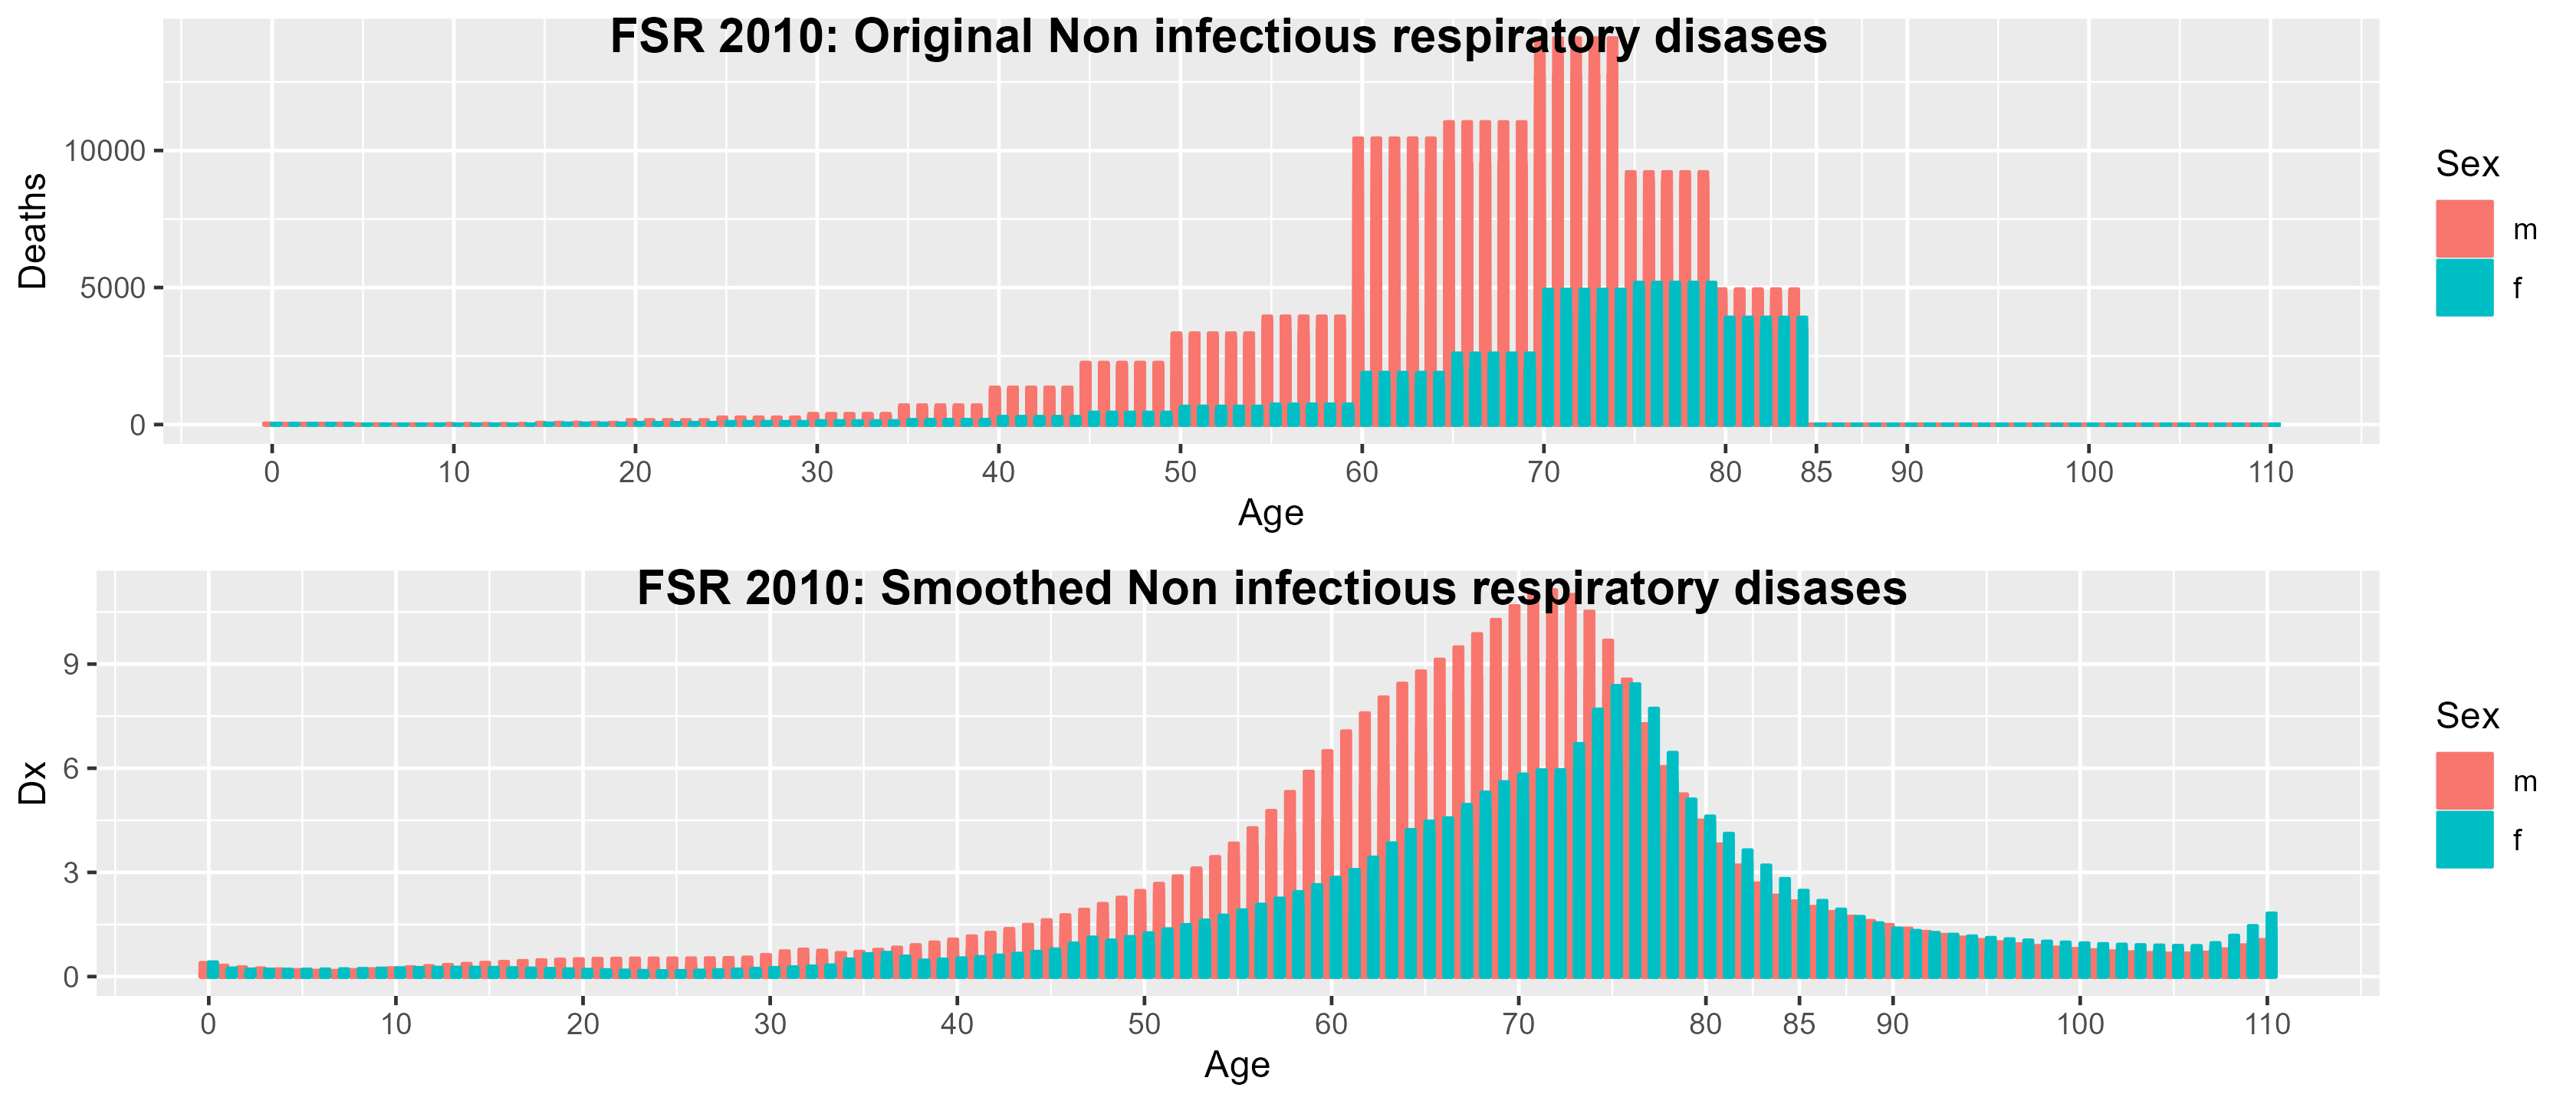 FSR 2010: Original Non infectious respiratory disases
10000
5000
0
Deaths
0 10 20 30 40 50 60 70 80 85 90 100 110
Age
Sex
m
f
FSR 2010: Smoothed Non infectious respiratory disases
9
6
3
0
Dx
0 10 20 30 40 50 60 70 80 85 90 100 110
Age
Sex
m
f